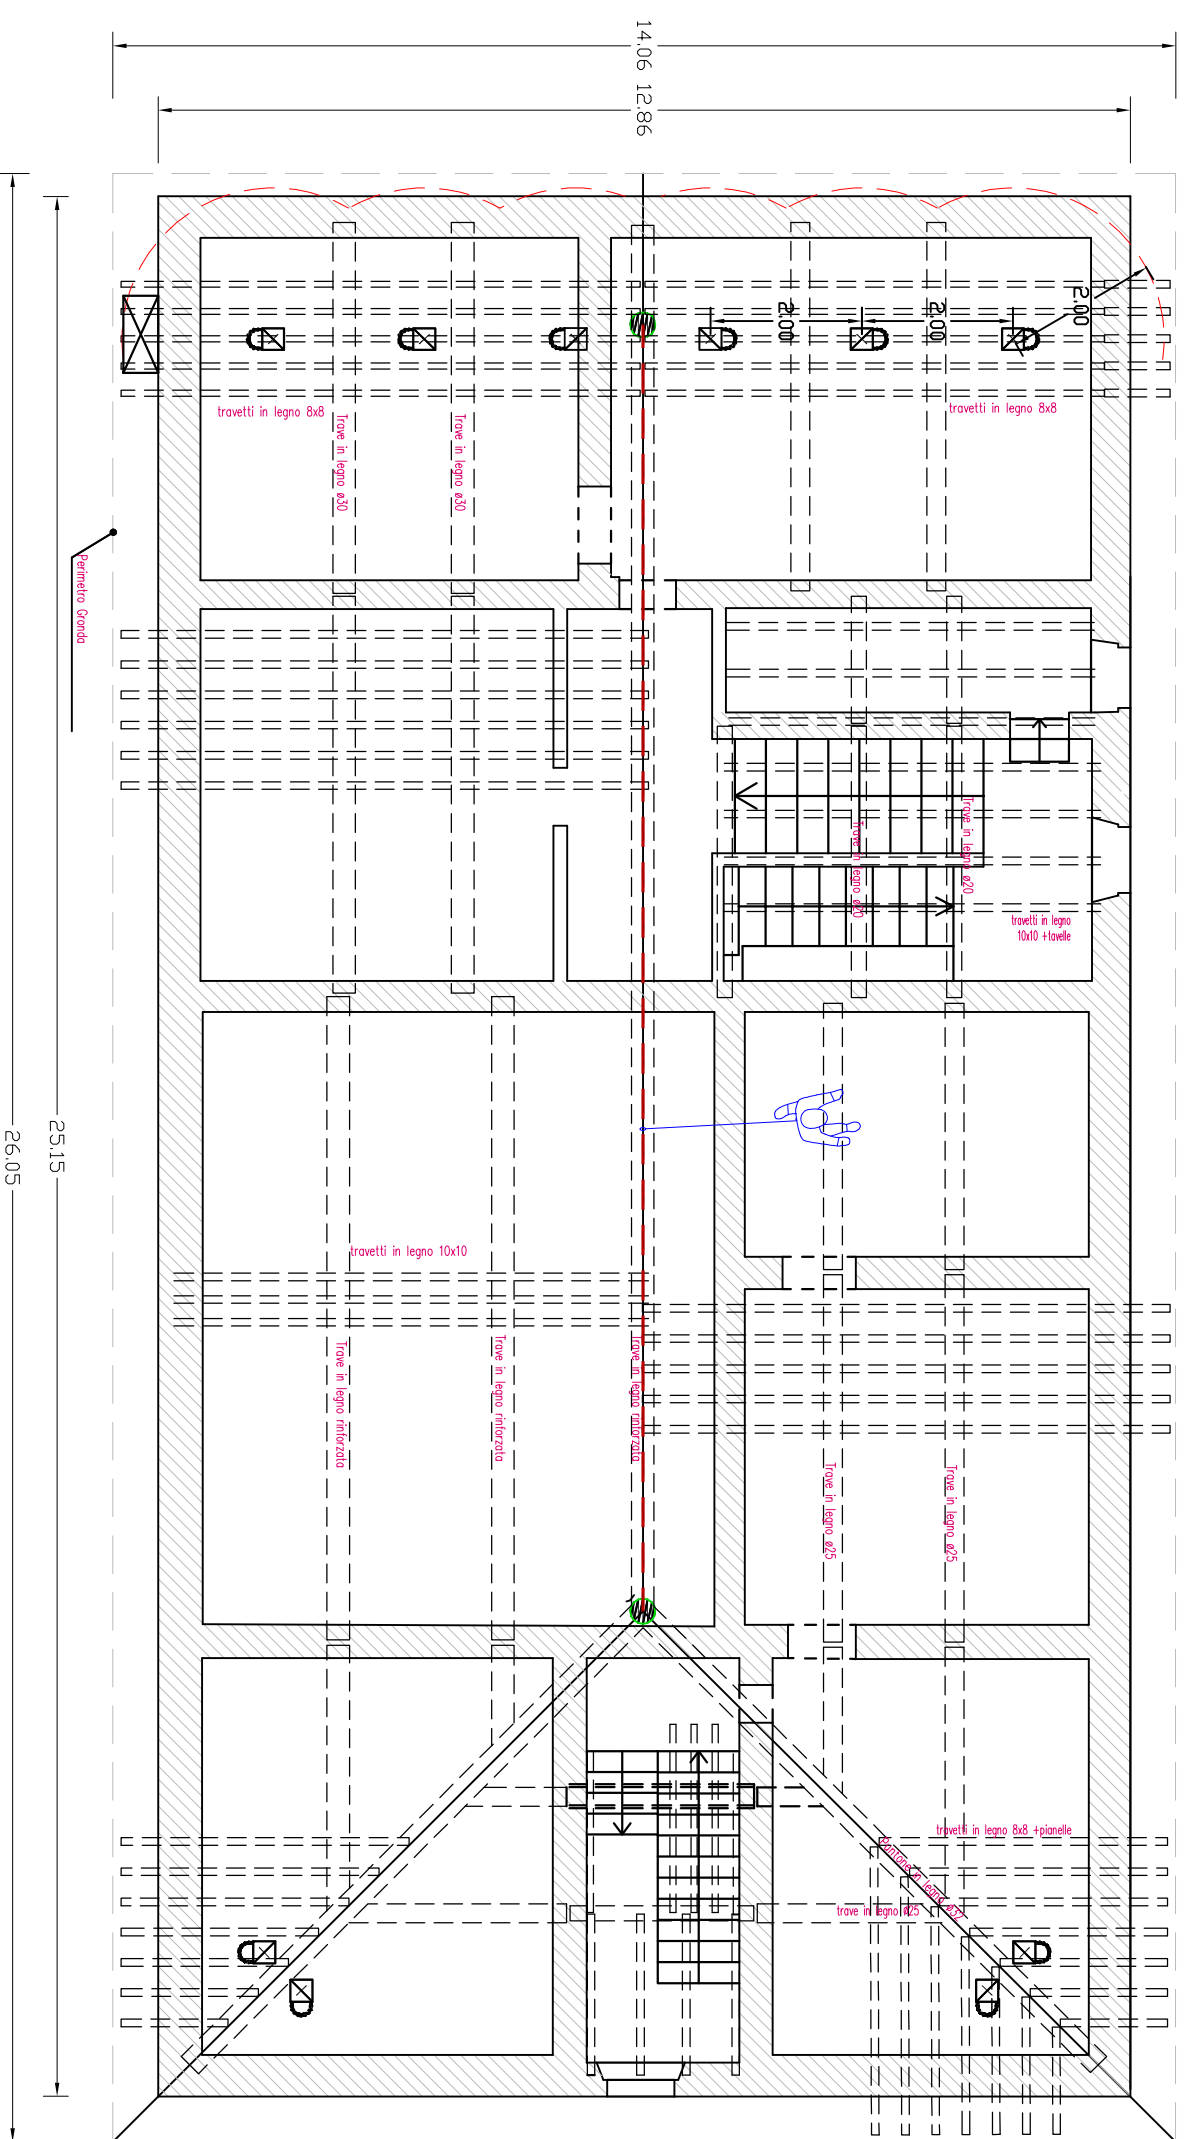 14.06
12.86
2.00
2.00
2.00
travetti in legno 8x8
travetti in legno 8x8
Trave in legno ø30
Trave in legno ø30
Perimetro Gronda
Trave in legno ø20
Trave in legno ø20
travetti in legno
10x10 +tavelle
25.15
26.05
travetti in legno 10x10
Trave in legno rinforzata
Trave in legno rinforzata
Trave in legno rinforzata
Trave in legno ø25
Trave in legno ø25
travetti in legno 8x8 +pianelle
Puntone in legno ø32
trave in legno ø25